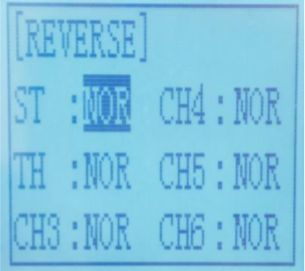 [REVERSE]
ST :NOR CH4:NOR
TH :NOR CH5:NOR
CH3:NOR CH6:NOR